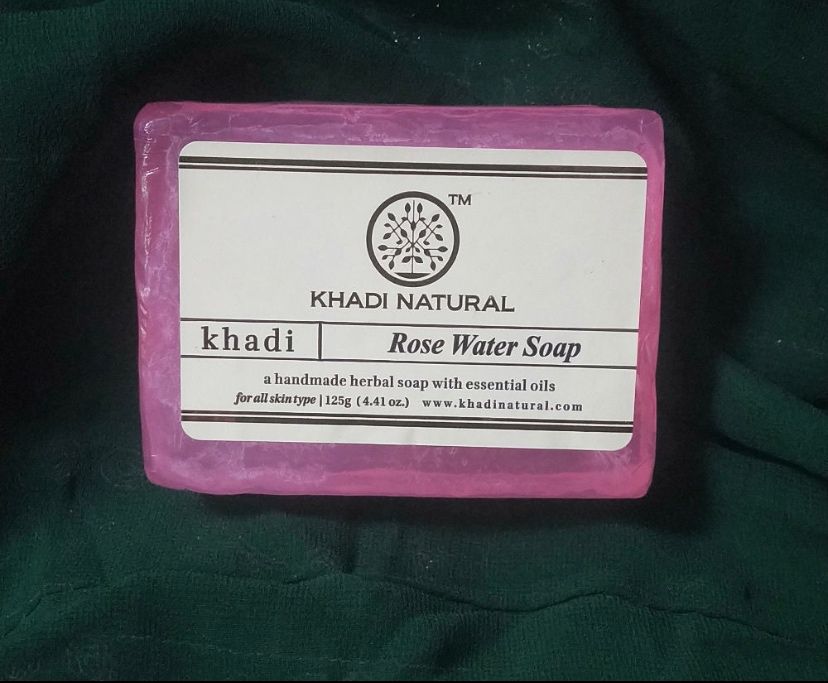 TM
KHADI NATURAL
khadi | Rose Water Soap
a handmade herbal soap with essential oils
for all skin type | 125g (4.41 oz.) www.khadinatural.com